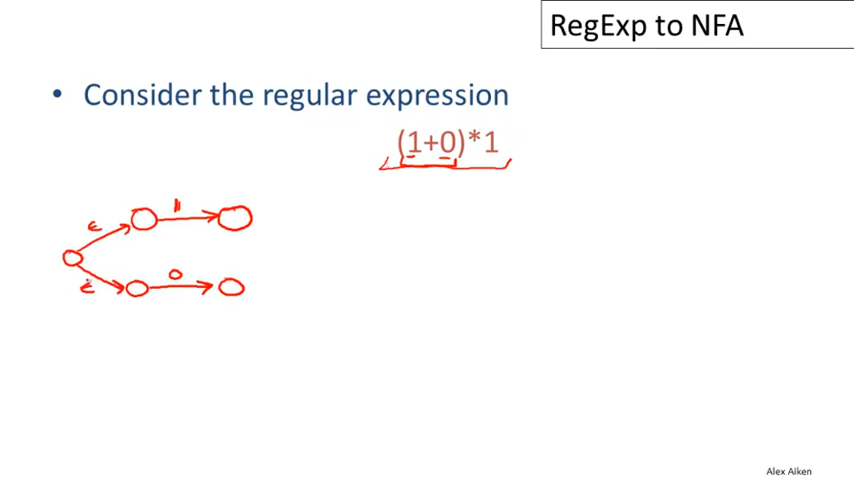 RegExp to NFA
• Consider the regular expression
(1+0)*1
ε 1
ε 0
Alex Aiken